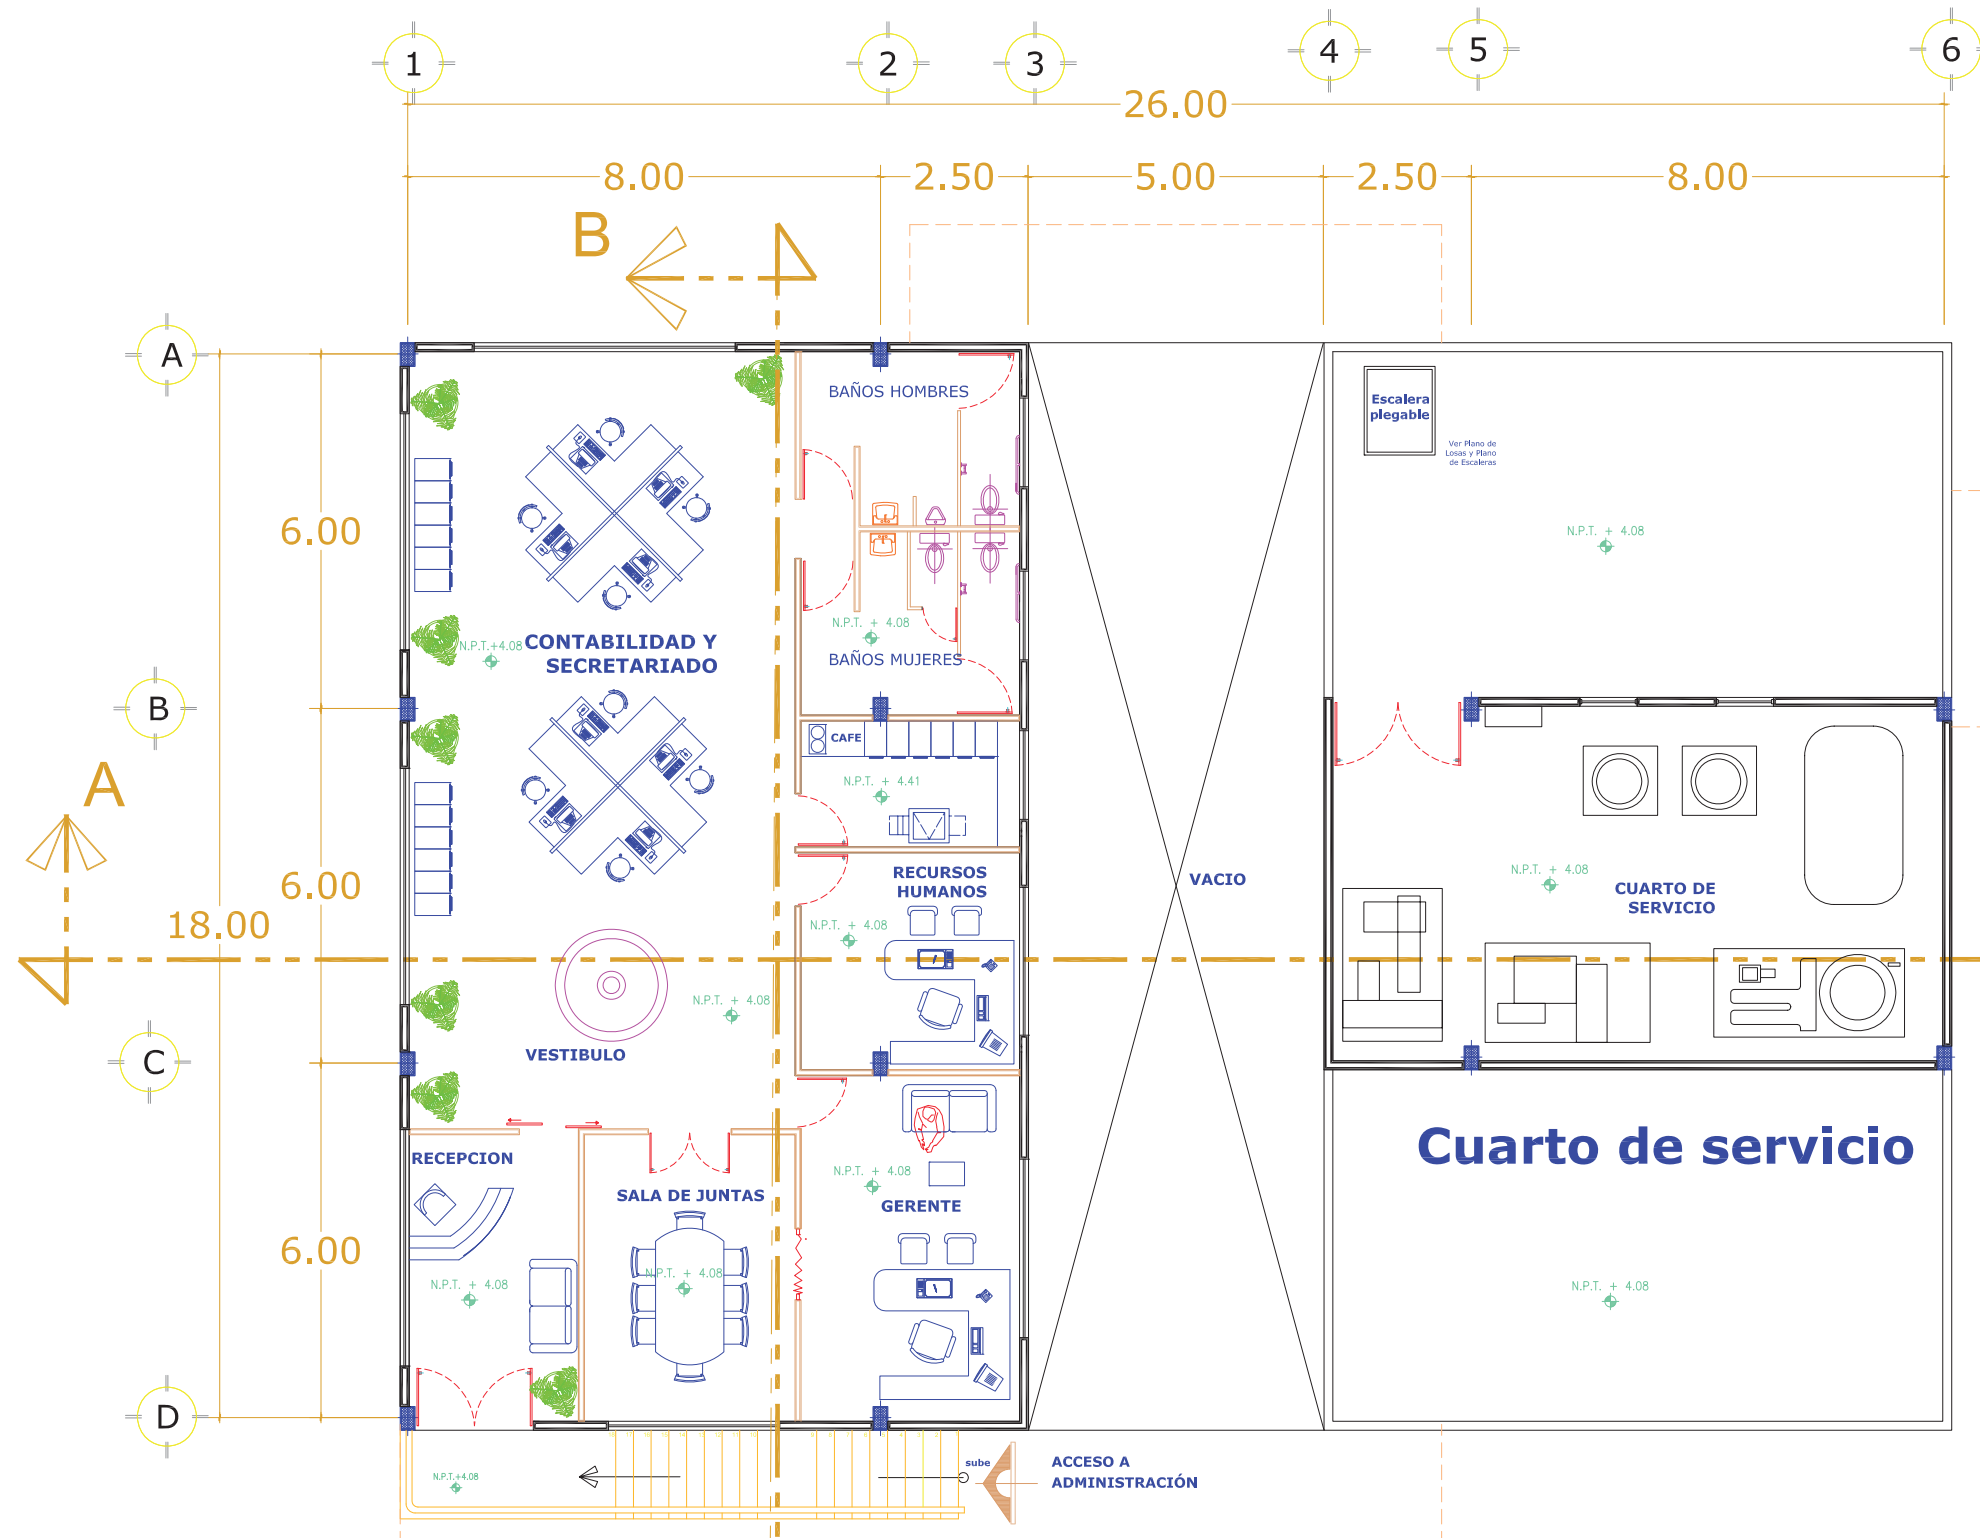 1
2
3
4
5
6
26.00
8.00
2.50
5.00
2.50
8.00
B
A
BAÑOS HOMBRES
Escalera
plegable
Ver Plano de
Losas y Plano
de Escaleras
6.00
N.P.T. + 4.08
N.P.T. + 4.08
CONTABILIDAD Y
SECRETARIADO
N.P.T.+4.08
BAÑOS MUJERES
B
CAFE
A
N.P.T. + 4.41
RECURSOS
HUMANOS
VACIO
N.P.T. + 4.08
CUARTO DE
SERVICIO
6.00
18.00
N.P.T. + 4.08
N.P.T. + 4.08
VESTIBULO
C
RECEPCION
Cuarto de servicio
N.P.T. + 4.08
SALA DE JUNTAS
GERENTE
6.00
N.P.T. + 4.08
N.P.T. + 4.08
N.P.T. + 4.08
D
sube
ACCESO A
ADMINISTRACIÓN
N.P.T.+4.08